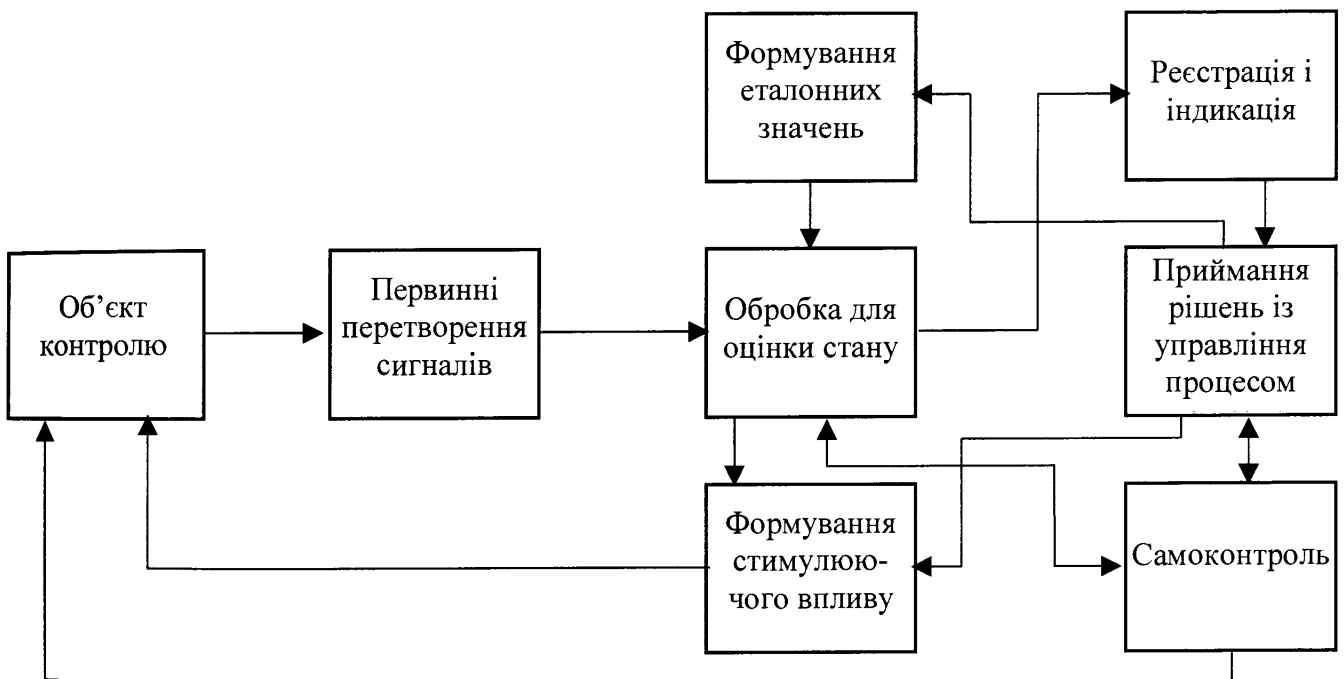 Формування
еталонних
значень
Реєстрація і
індикація
Об’єкт
контролю
Первинні
перетворення
сигналів
Обробка для
оцінки стану
Приймання
рішень із
управління
процесом
Формування
стимулюю-
чого впливу
Самоконтроль